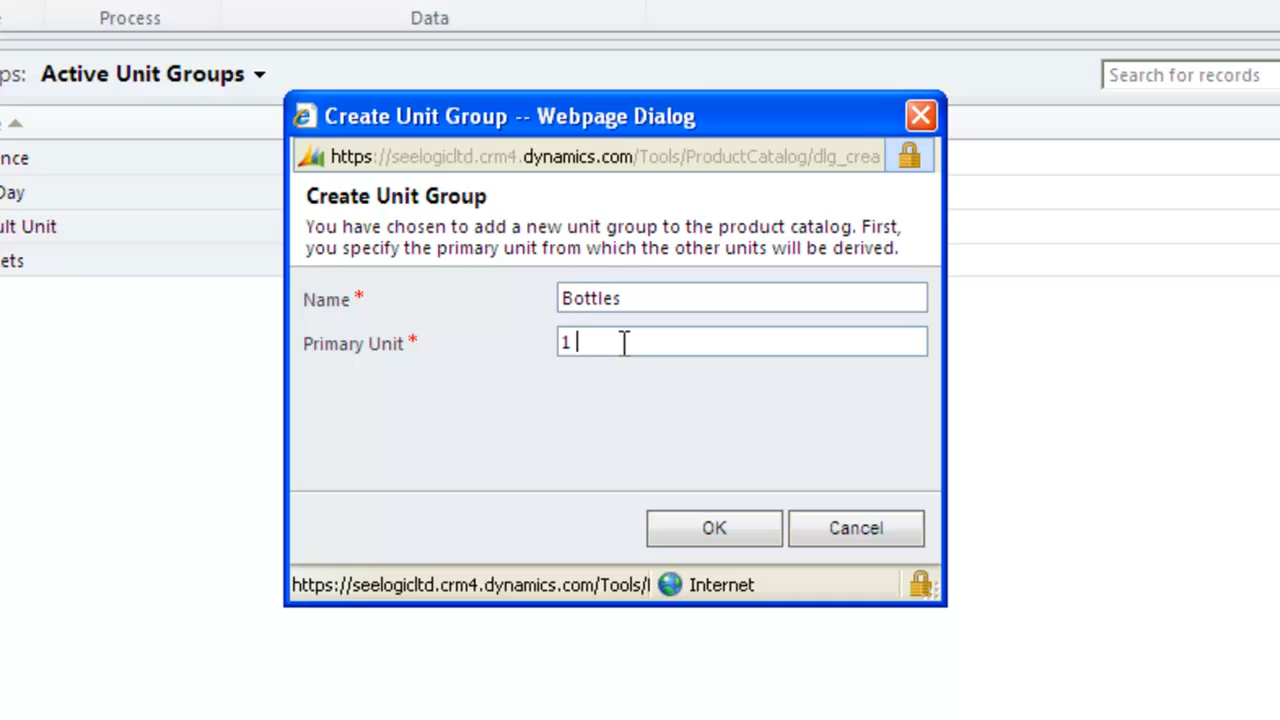 Process Data
ps: Active Unit Groups Search for records
Create Unit Group -- Webpage Dialog
https://seelogicltd.crm4.dynamics.com/Tools/ProductCatalog/dlg_crea
nce
Day
ult Unit
ets
Create Unit Group
You have chosen to add a new unit group to the product catalog. First,
you specify the primary unit from which the other units will be derived.
Name * Bottles
Primary Unit * 1
OK Cancel
https://seelogicltd.crm4.dynamics.com/Tools/ Internet